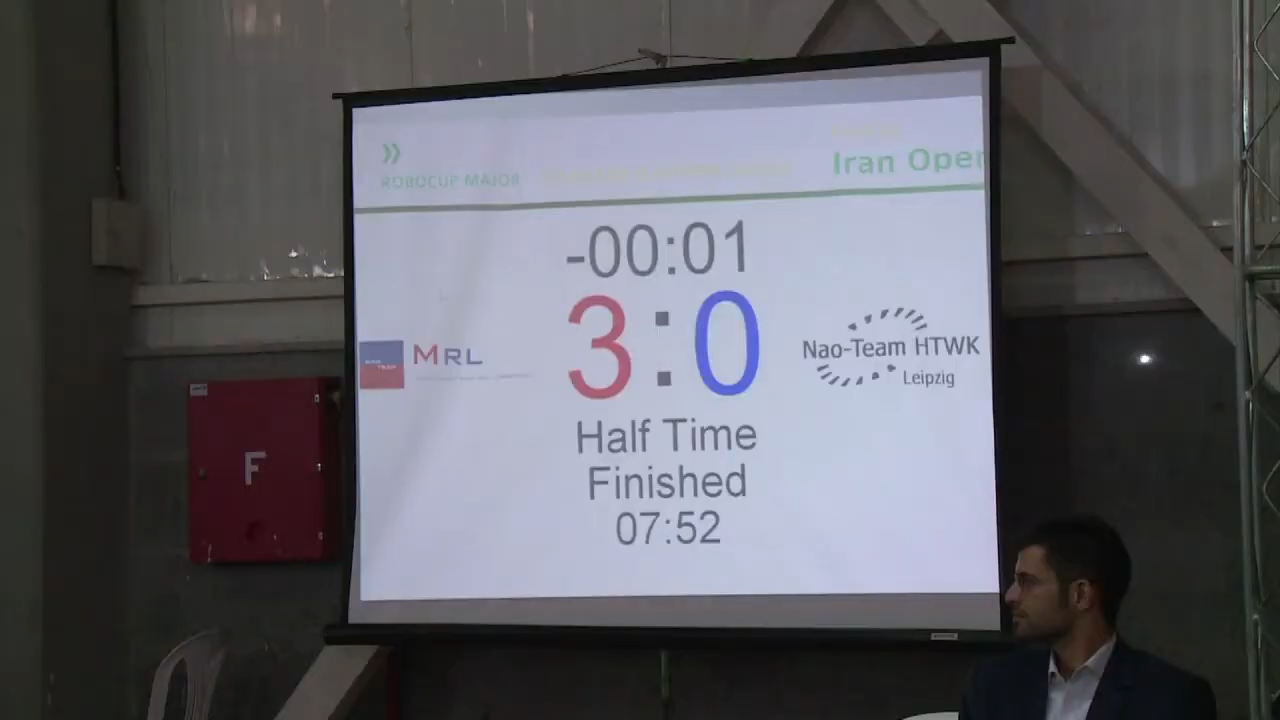 »
ROBOCUP MAJOR
Iran Open
-00:01
3:0
MRL
Nao-Team HTWK
Leipzig
Half Time
Finished
07:52
F